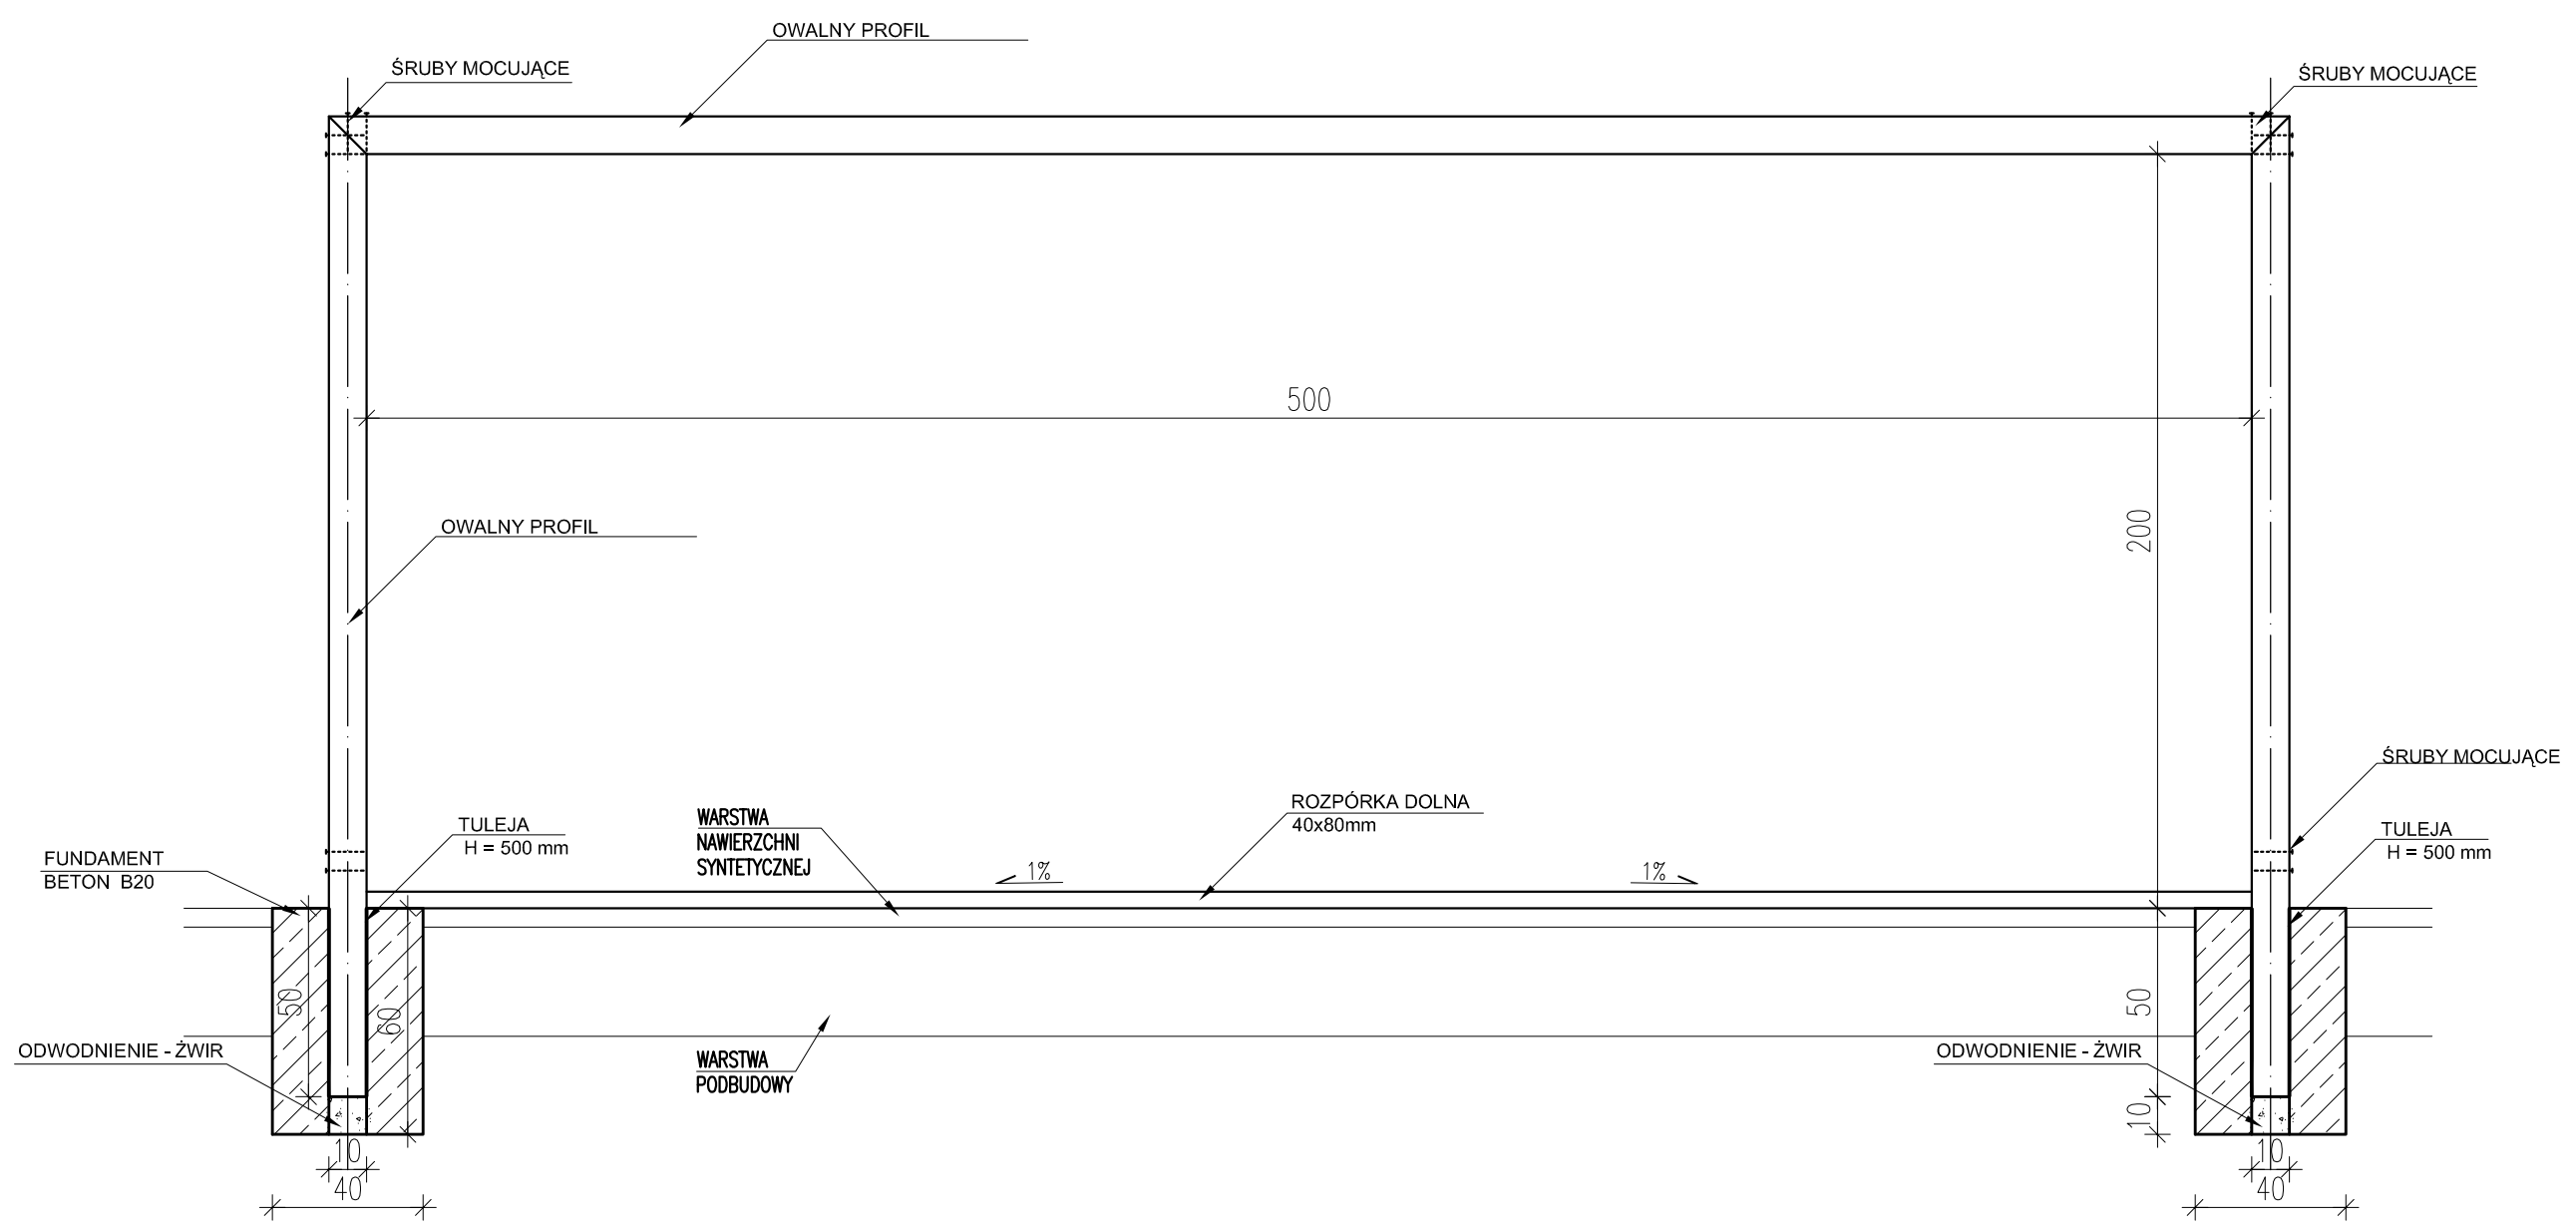 OWALNY PROFIL
ŚRUBY MOCUJĄCE
ŚRUBY MOCUJĄCE
500
OWALNY PROFIL
200
ŚRUBY MOCUJĄCE
ROZPÓRKA DOLNA
40x80mm
WARSTWA
NAWIERZCHNI
SYNTETYCZNEJ
TULEJA
H = 500 mm
TULEJA
H = 500 mm
FUNDAMENT
BETON B20
1%
1%
50
60
50
ODWODNIENIE - ŻWIR
WARSTWA
PODBUDOWY
ODWODNIENIE - ŻWIR
10
10
40
10
40